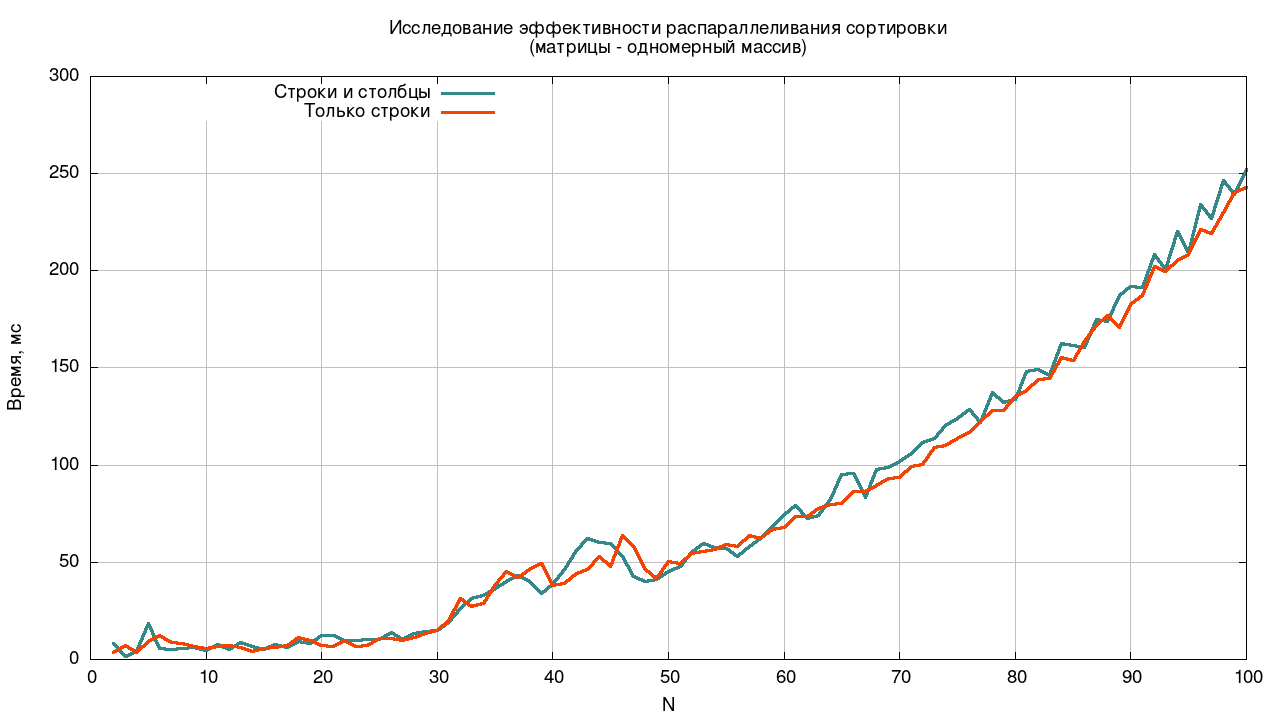 Исследование эффективности распараллеливания сортировки
(матрицы - одномерный массив)
Строки и столбцы
Только строки
Время, мс
300
250
200
150
100
50
0
0 10 20 30 40 50 60 70 80 90 100
N